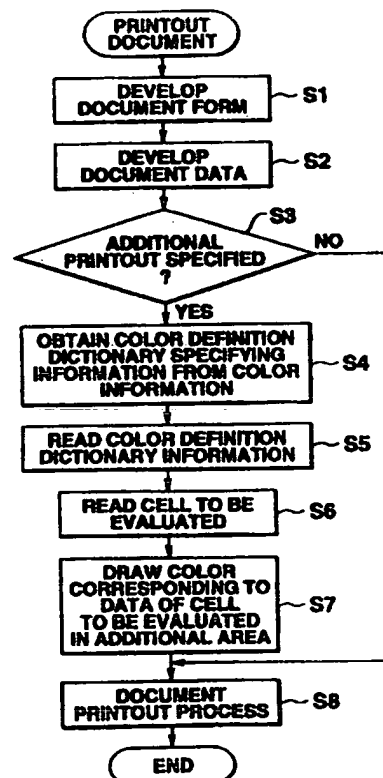 PRINTOUT
DOCUMENT
DEVELOP
DOCUMENT FORM
S1
DEVELOP
DOCUMENT DATA
S2
S3
ADDITIONAL
PRINTOUT SPECIFIED
?
NO
YES
OBTAIN COLOR DEFINITION
DICTIONARY SPECIFYING
INFORMATION FROM COLOR
INFORMATION
S4
READ COLOR DEFINITION
DICTIONARY INFORMATION
S5
READ CELL TO BE
EVALUATED
S6
DRAW COLOR
CORRESPONDING TO
DATA OF CELL
TO BE EVALUATED
IN ADDITIONAL AREA
S7
DOCUMENT
PRINTOUT PROCESS
S8
END